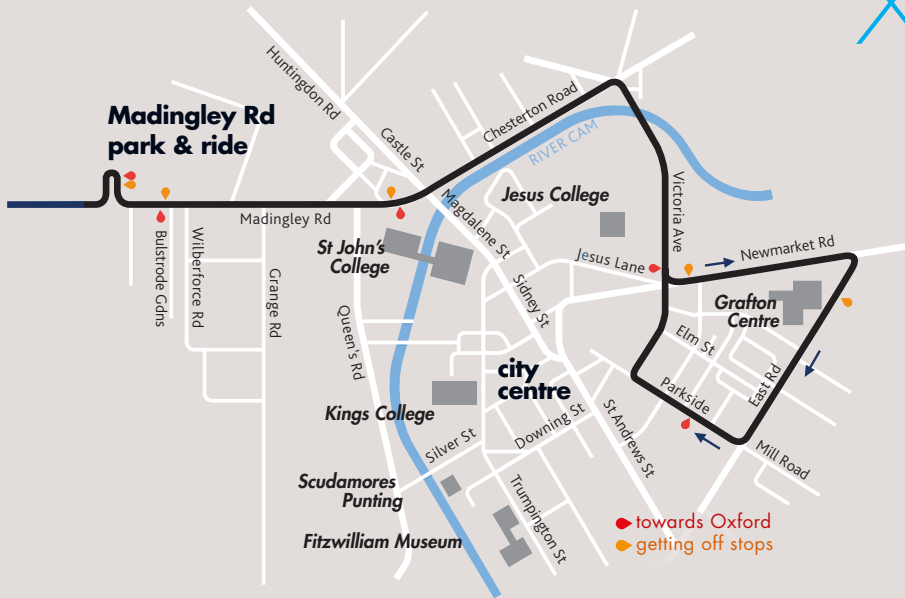 Huntingdon Rd
Madingley Rd
park & ride
Castle St
Chesterton Road
RIVER CAM
Magdalene St
Jesus College
Victoria Ave
Madingley Rd
St John's
College
Jesus Lane
Newmarket Rd
Bulstrode Gdns
Wilberforce Rd
Grange Rd
Queen's Rd
Sidney St
Grafton
Centre
Elm St
city
centre
Parkside
East Rd
Kings College
Silver St
Downing St
St Andrews St
Mill Road
Scudamores
Punting
Trumpington St
Fitzwilliam Museum
towards Oxford
getting off stops